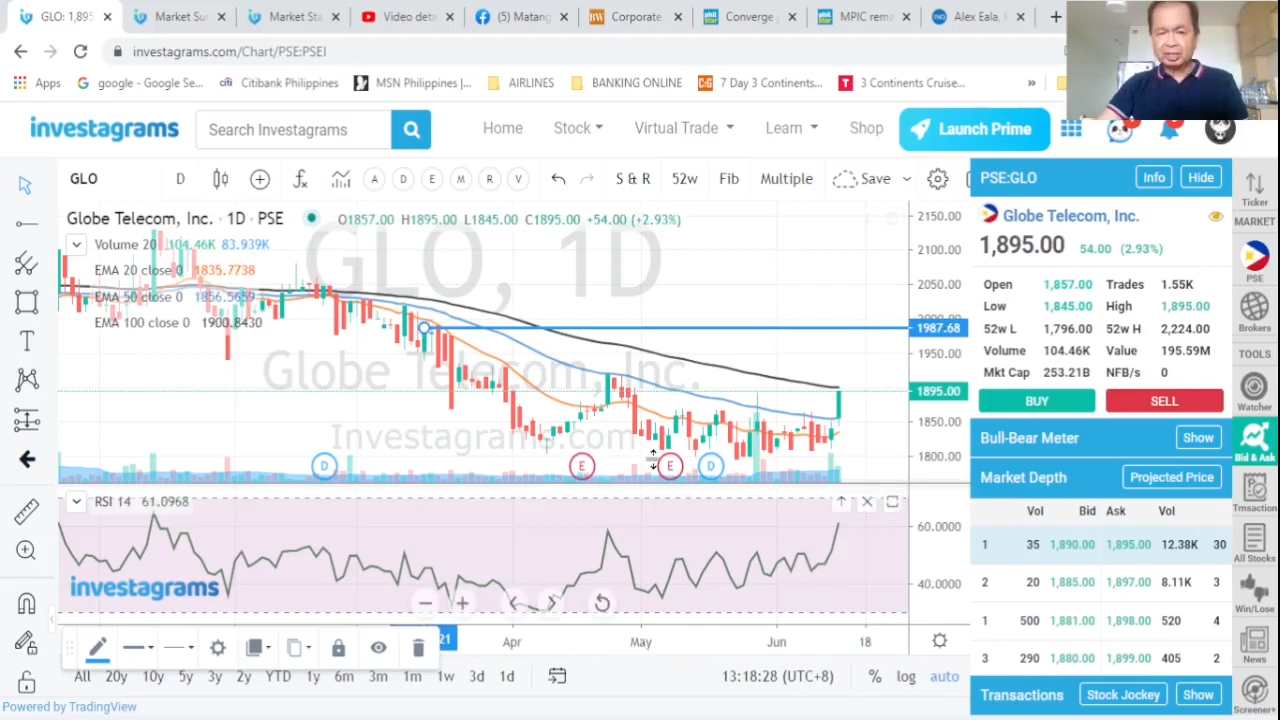 GLO: 1,895
Market Su
Market Sta
Video deta
(5) Matang
Corporate
Converge
MPIC rema
Alex Eala,
investagrams.com/Chart/PSE:PSEI
Apps google - Google Se... Citibank Philippines MSN Philippines |... AIRLINES BANKING ONLINE 7 Day 3 Continents... 3 Continents Cruise... »
investagrams Search Investagrams Home Stock Virtual Trade Learn Shop Launch Prime
GLO D A D E M R V S & R 52w Fib Multiple Save
PSE:GLO Info Hide
Ticker
MARKET
PSE
Brokers
TOOLS
Watcher
Bid & Ask
Trnsaction
All Stocks
Win/Lose
News
Screener+
Globe Telecom, Inc. · 1D · PSE O1857.00 H1895.00 L1845.00 C1895.00 +54.00 (+2.93%)
Volume 20 104.46K 83.939K
EMA 20 close 0 1835.7738
EMA 50 close 0 1856.5659
EMA 100 close 0 1900.8430
GLO, 1D
Globe Telecom, Inc.
Investagrams.com
2150.00
2100.00
2050.00
2000.00
1987.68
1950.00
1895.00
1850.00
1800.00
D E E D
RSI 14 61.0968
60.0000
40.0000
investagrams
21 Apr May Jun 18
All 20y 10y 5y 3y 2y YTD 1y 6m 3m 1m 1w 3d 1d 13:18:28 (UTC+8) % log auto
Powered by TradingView
Globe Telecom, Inc.
1,895.00 54.00 (2.93%)
Open 1,857.00 Trades 1.55K
Low 1,845.00 High 1,895.00
52w L 1,796.00 52w H 2,224.00
Volume 104.46K Value 195.59M
Mkt Cap 253.21B NFB/s 0
BUY SELL
Bull-Bear Meter Show
Market Depth Projected Price
Vol Bid Ask Vol
1 35 1,890.00 1,895.00 12.38K 30
2 20 1,885.00 1,897.00 8.11K 3
1 500 1,881.00 1,898.00 520 4
3 290 1,880.00 1,899.00 405 2
Transactions Stock Jockey Show